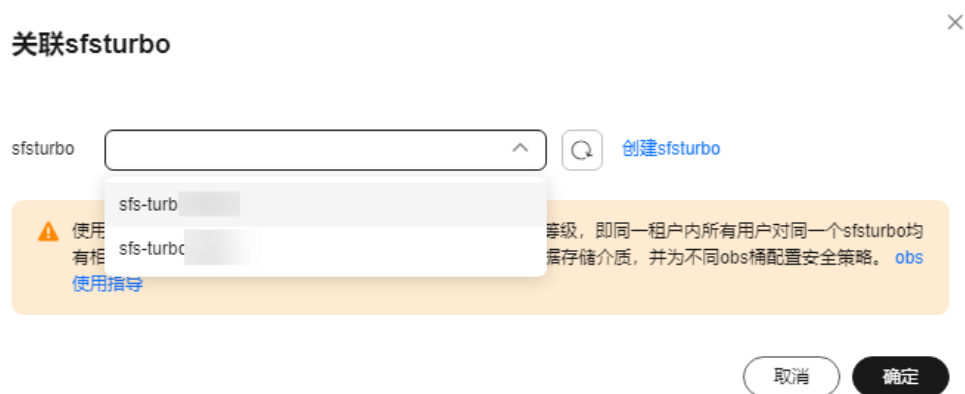 关联sfsturbo
sfsturbo
创建sfsturbo
sfs-turb
sfs-turbo
使用 等级，即同一租户内所有用户对同一个sfsturbo均
有相 据存储介质，并为不同obs桶配置安全策略。 obs
使用指导
取消
确定